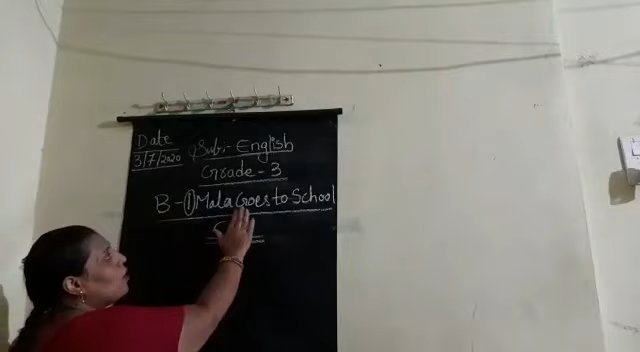 Date
3/7/2020
Sub:- English
Grade - 3
B - ① Mala Goes to School